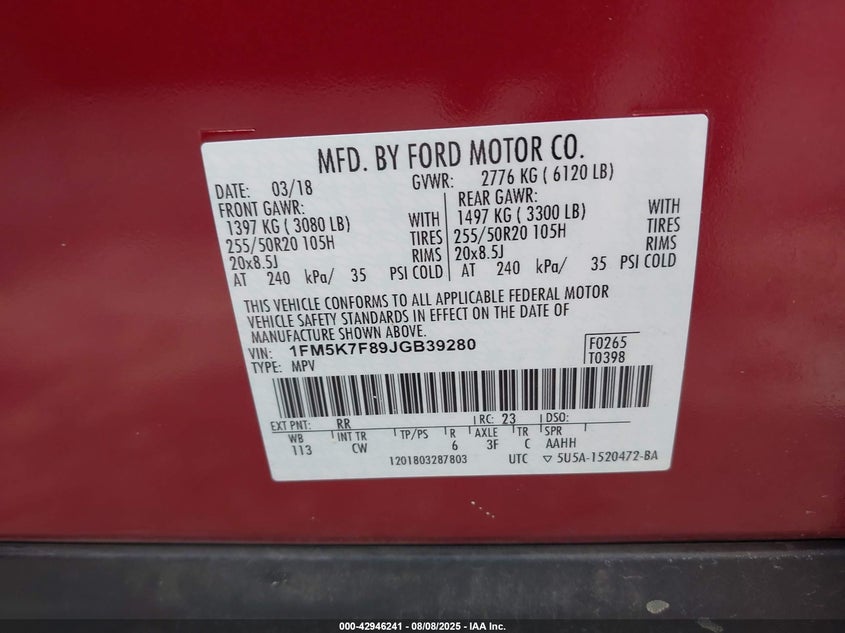 MFD. BY FORD MOTOR CO.
DATE: 03/18 GVWR: 2776 KG ( 6120 LB)
FRONT GAWR: REAR GAWR:
1397 KG ( 3080 LB) WITH 1497 KG ( 3300 LB) WITH
255/50R20 105H TIRES 255/50R20 105H TIRES
20x8.5J RIMS 20x8.5J RIMS
AT 240 kPa/ 35 PSI COLD AT 240 kPa/ 35 PSI COLD
THIS VEHICLE CONFORMS TO ALL APPLICABLE FEDERAL MOTOR
VEHICLE SAFETY STANDARDS IN EFFECT ON THE DATE OF
MANUFACTURE SHOWN ABOVE.
VIN: 1FM5K7F89JGB39280 F0265
TYPE: MPV T0398
EXT PNT: RR RC: 23 DSO:
WB INT TR TP/PS R AXLE TR SPR
113 CW 6 3F C AAHH
1201803287803 UTC ▽ 5U5A-1520472-BA
000-42946241 - 08/08/2025 - IAA Inc.